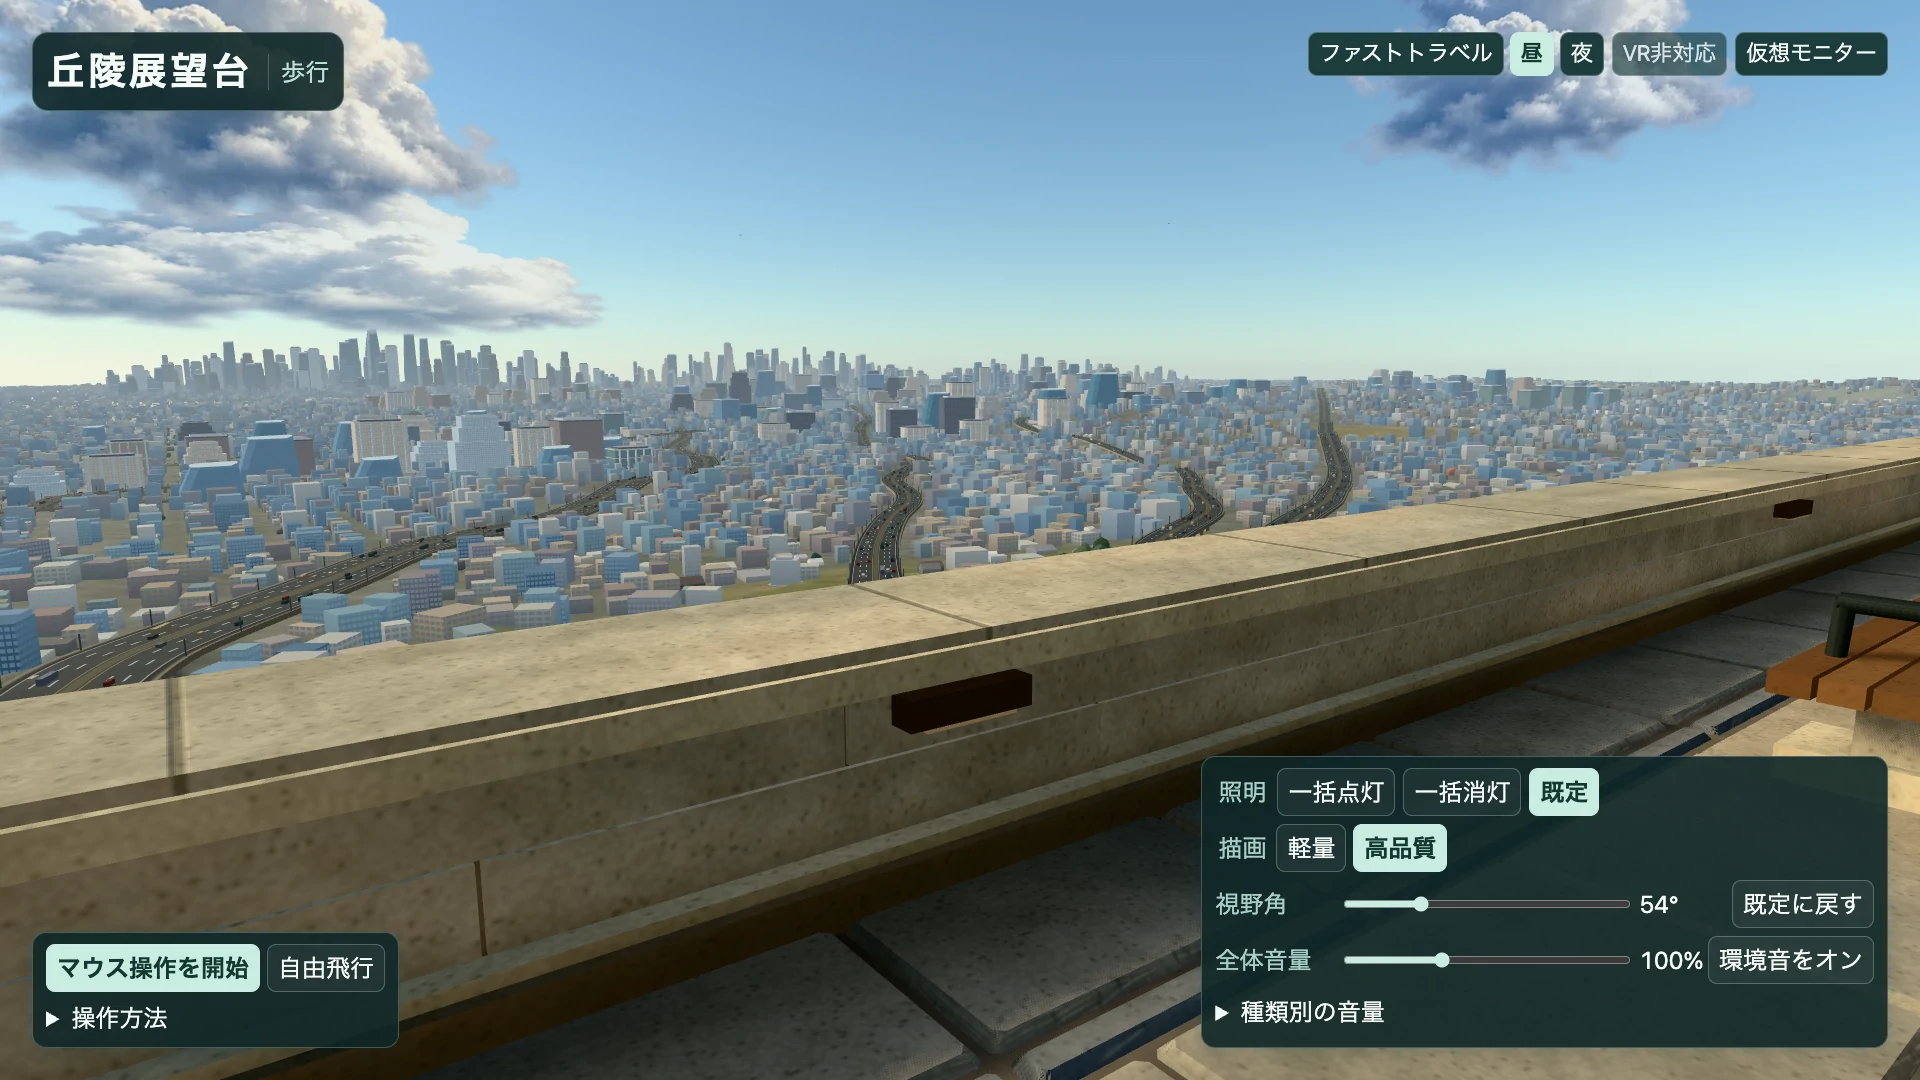 丘陵展望台 歩行
ファストトラベル 昼 夜 VR非対応 仮想モニター
照明 一括点灯 一括消灯 既定
描画 軽量 高品質
視野角 54° 既定に戻す
全体音量 100% 環境音をオン
▶ 種類別の音量
マウス操作を開始 自由飛行
▶ 操作方法